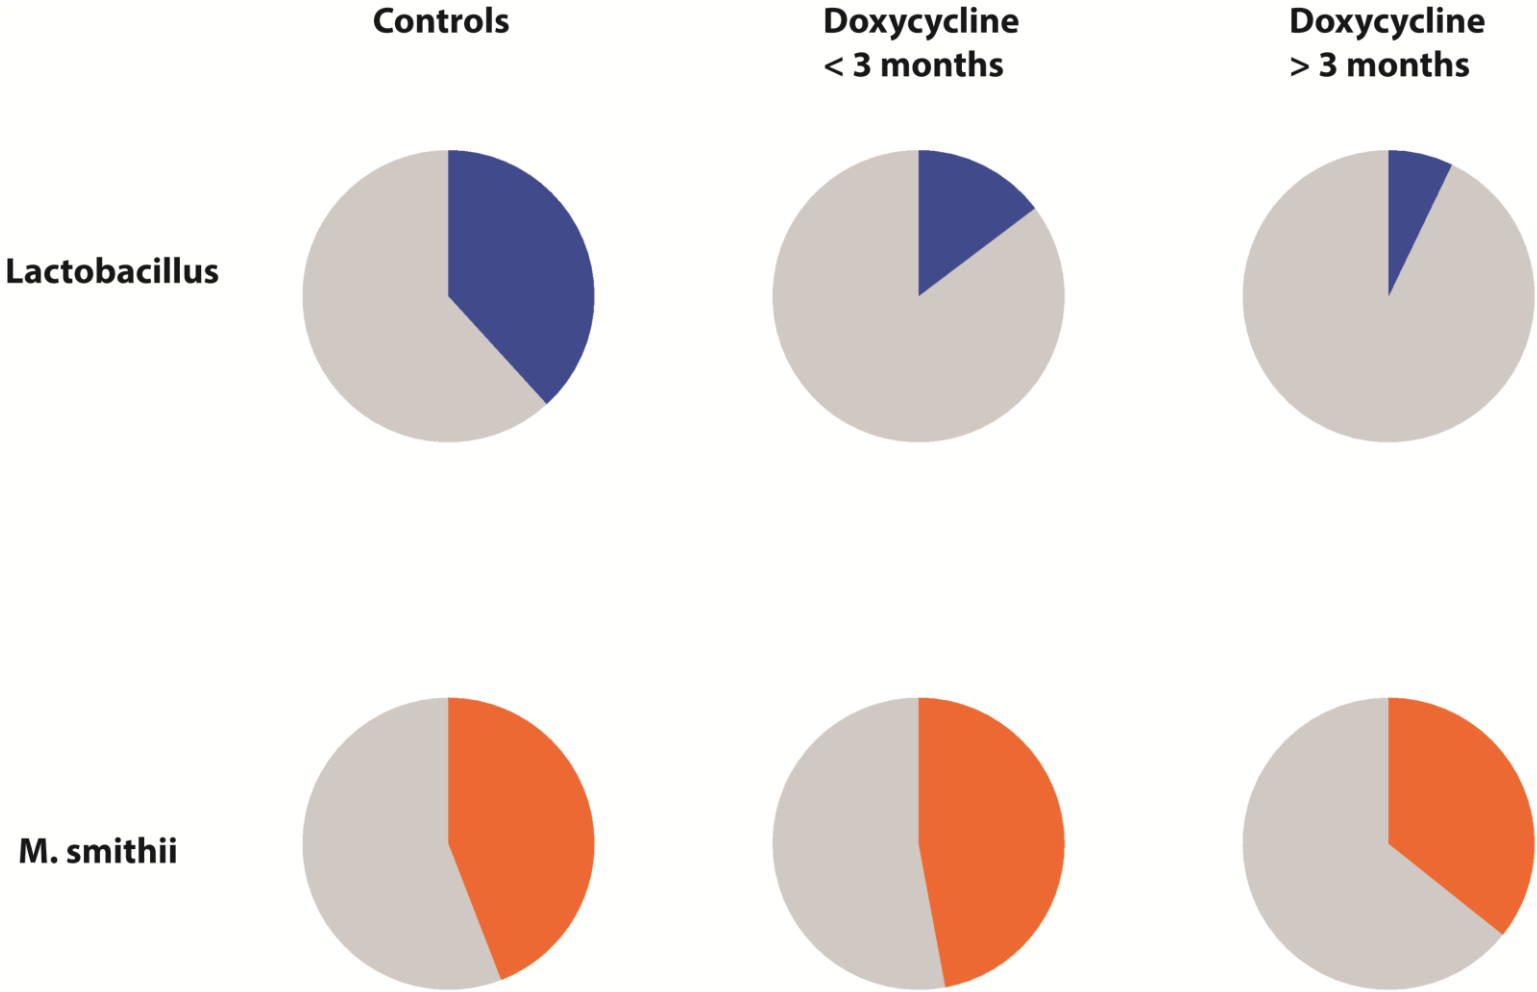 Controls
Doxycycline
< 3 months
Doxycycline
> 3 months
Lactobacillus
M. smithii